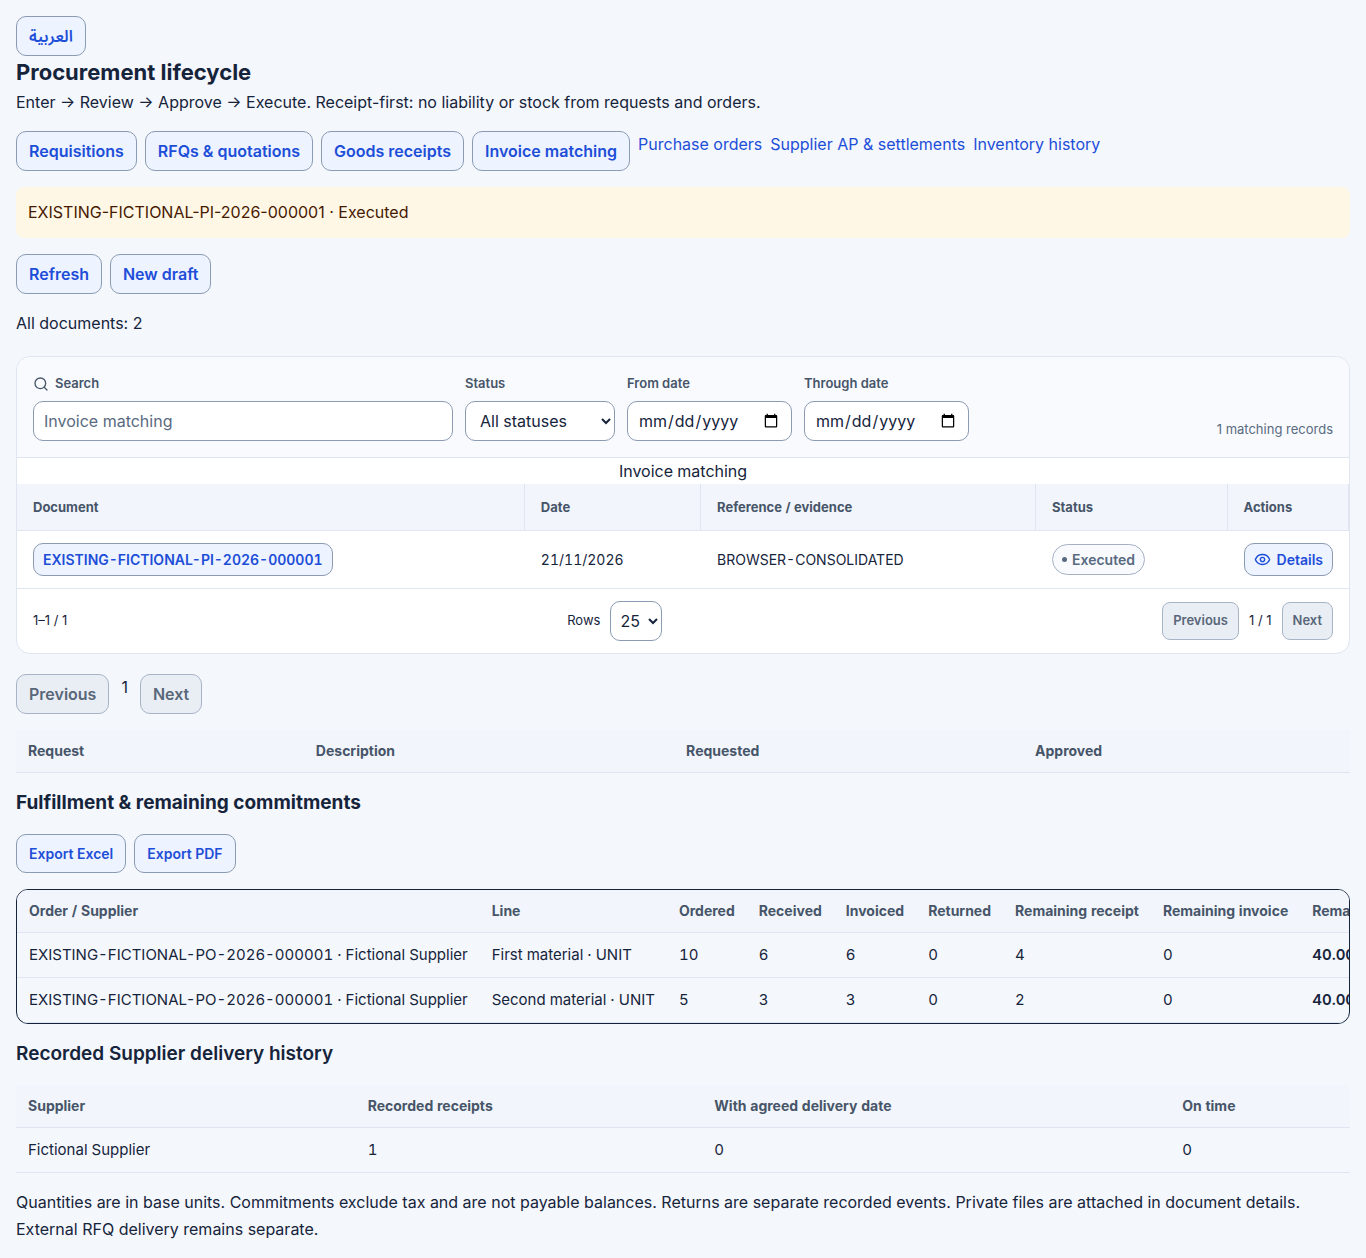 العربية
Procurement lifecycle
Enter → Review → Approve → Execute. Receipt-first: no liability or stock from requests and orders.
Requisitions RFQs & quotations Goods receipts Invoice matching Purchase orders Supplier AP & settlements Inventory history
EXISTING-FICTIONAL-PI-2026-000001 · Executed
Refresh New draft
All documents: 2
Search Status From date Through date
Invoice matching All statuses mm/dd/yyyy mm/dd/yyyy 1 matching records
Invoice matching
Document Date Reference / evidence Status Actions
EXISTING-FICTIONAL-PI-2026-000001 21/11/2026 BROWSER-CONSOLIDATED • Executed Details
1–1 / 1 Rows 25 Previous 1 / 1 Next
Previous 1 Next
Request Description Requested Approved
Fulfillment & remaining commitments
Export Excel Export PDF
Order / Supplier Line Ordered Received Invoiced Returned Remaining receipt Remaining invoice
EXISTING-FICTIONAL-PO-2026-000001 · Fictional Supplier First material · UNIT 10 6 6 0 4 0
EXISTING-FICTIONAL-PO-2026-000001 · Fictional Supplier Second material · UNIT 5 3 3 0 2 0
Recorded Supplier delivery history
Supplier Recorded receipts With agreed delivery date On time
Fictional Supplier 1 0 0
Quantities are in base units. Commitments exclude tax and are not payable balances. Returns are separate recorded events. Private files are attached in document details.
External RFQ delivery remains separate.